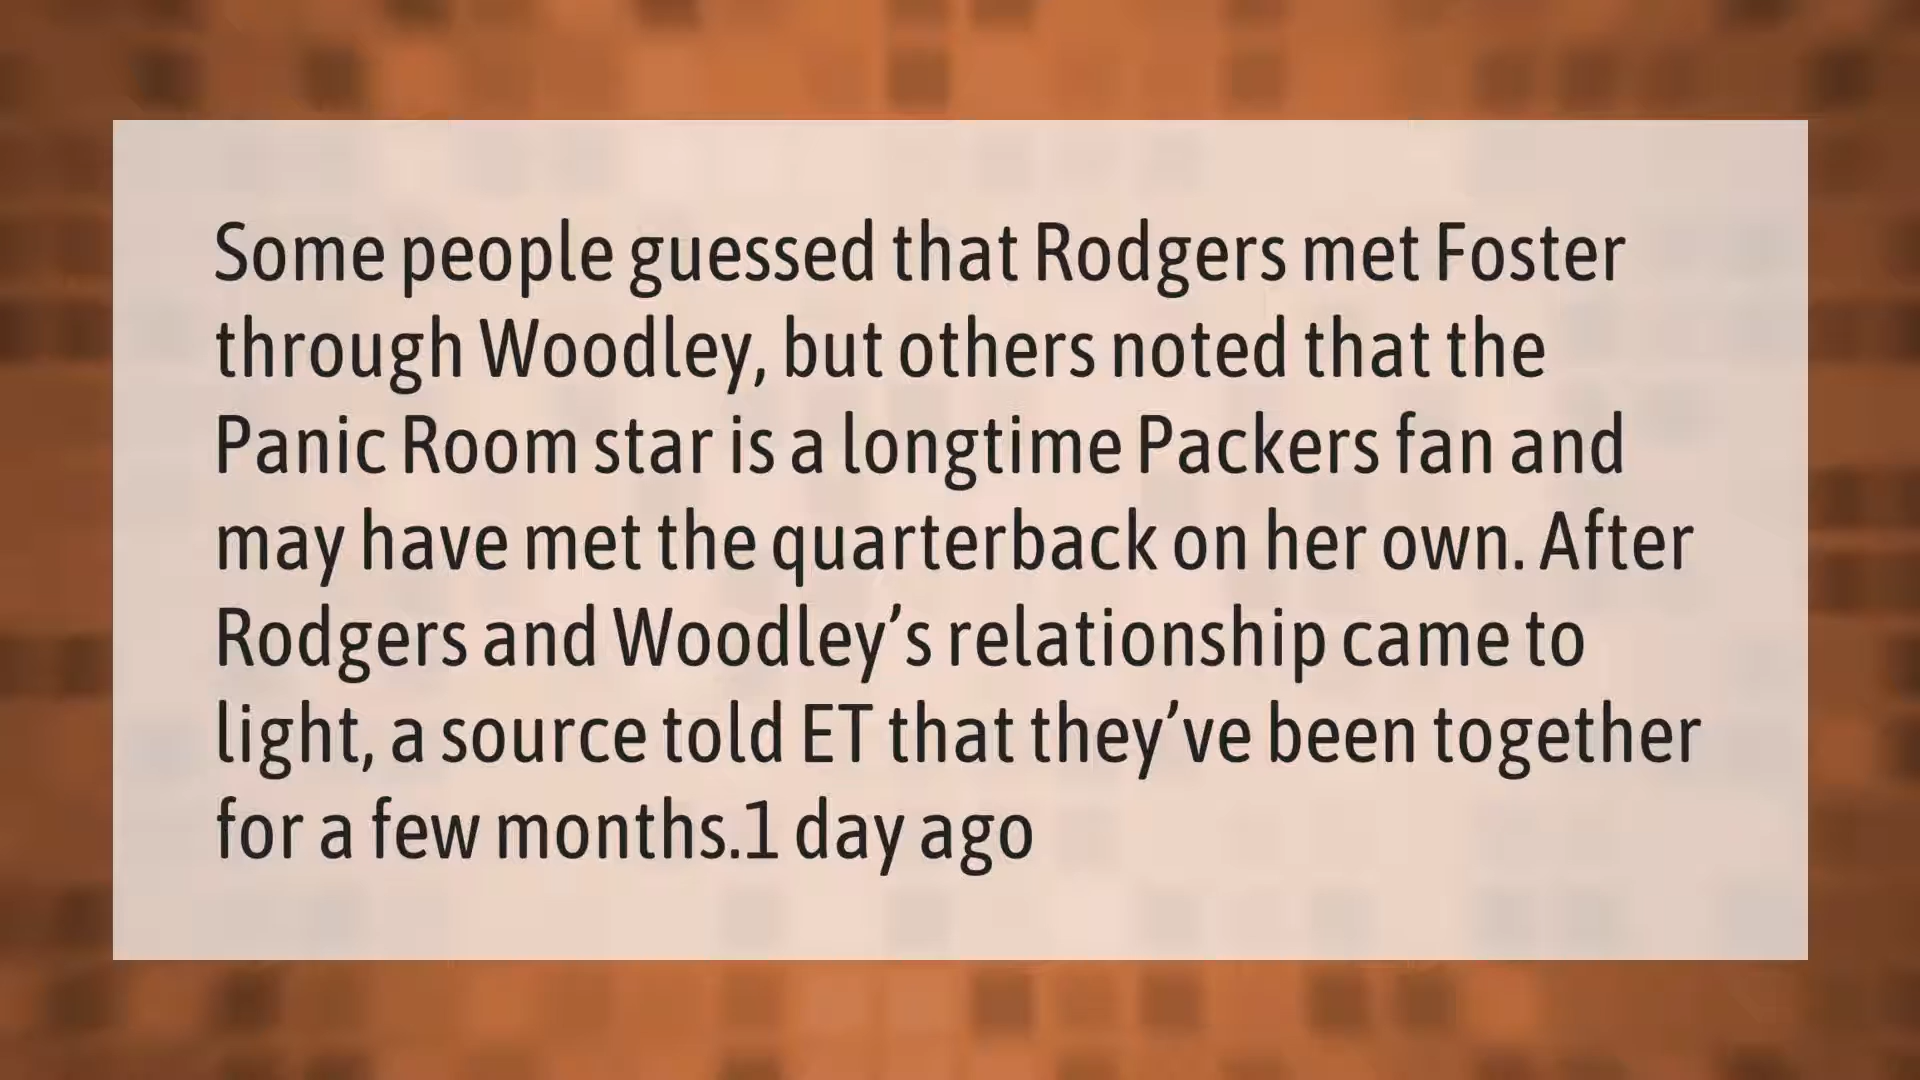 Some people guessed that Rodgers met Foster
through Woodley, but others noted that the
Panic Room star is a longtime Packers fan and
may have met the quarterback on her own. After
Rodgers and Woodley’s relationship came to
light, a source told ET that they’ve been together
for a few months.1 day ago